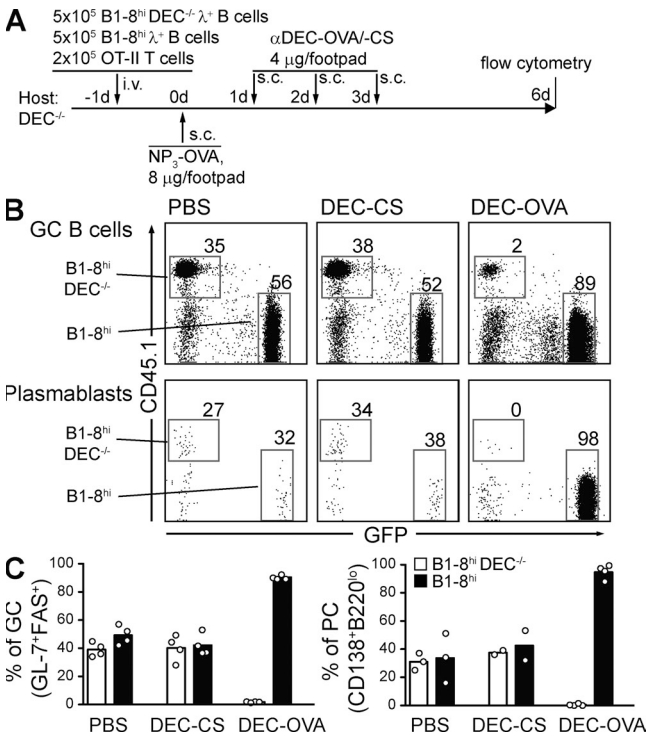 A
5x10⁵ B1-8ʰⁱ DEC⁻/⁻ λ⁺ B cells
5x10⁵ B1-8ʰⁱ λ⁺ B cells
2x10⁵ OT-II T cells
αDEC-OVA/-CS
4 μg/footpad
flow cytometry
i.v.
s.c. s.c. s.c.
Host:
DEC⁻/⁻
-1d 0d 1d 2d 3d 6d
s.c.
NP₃-OVA,
8 μg/footpad
B
PBS DEC-CS DEC-OVA
GC B cells
35 38 2
B1-8ʰⁱ
DEC⁻/⁻
56 52 89
B1-8ʰⁱ
CD45.1
Plasmablasts
27 34 0
B1-8ʰⁱ
DEC⁻/⁻
32 38 98
B1-8ʰⁱ
GFP
C
% of GC
(GL-7⁺FAS⁺)
100
80
60
40
20
0
PBS DEC-CS DEC-OVA
% of PC
(CD138⁺B220ˡᵒ)
100
80
60
40
20
0
B1-8ʰⁱ DEC⁻/⁻
B1-8ʰⁱ
PBS DEC-CS DEC-OVA